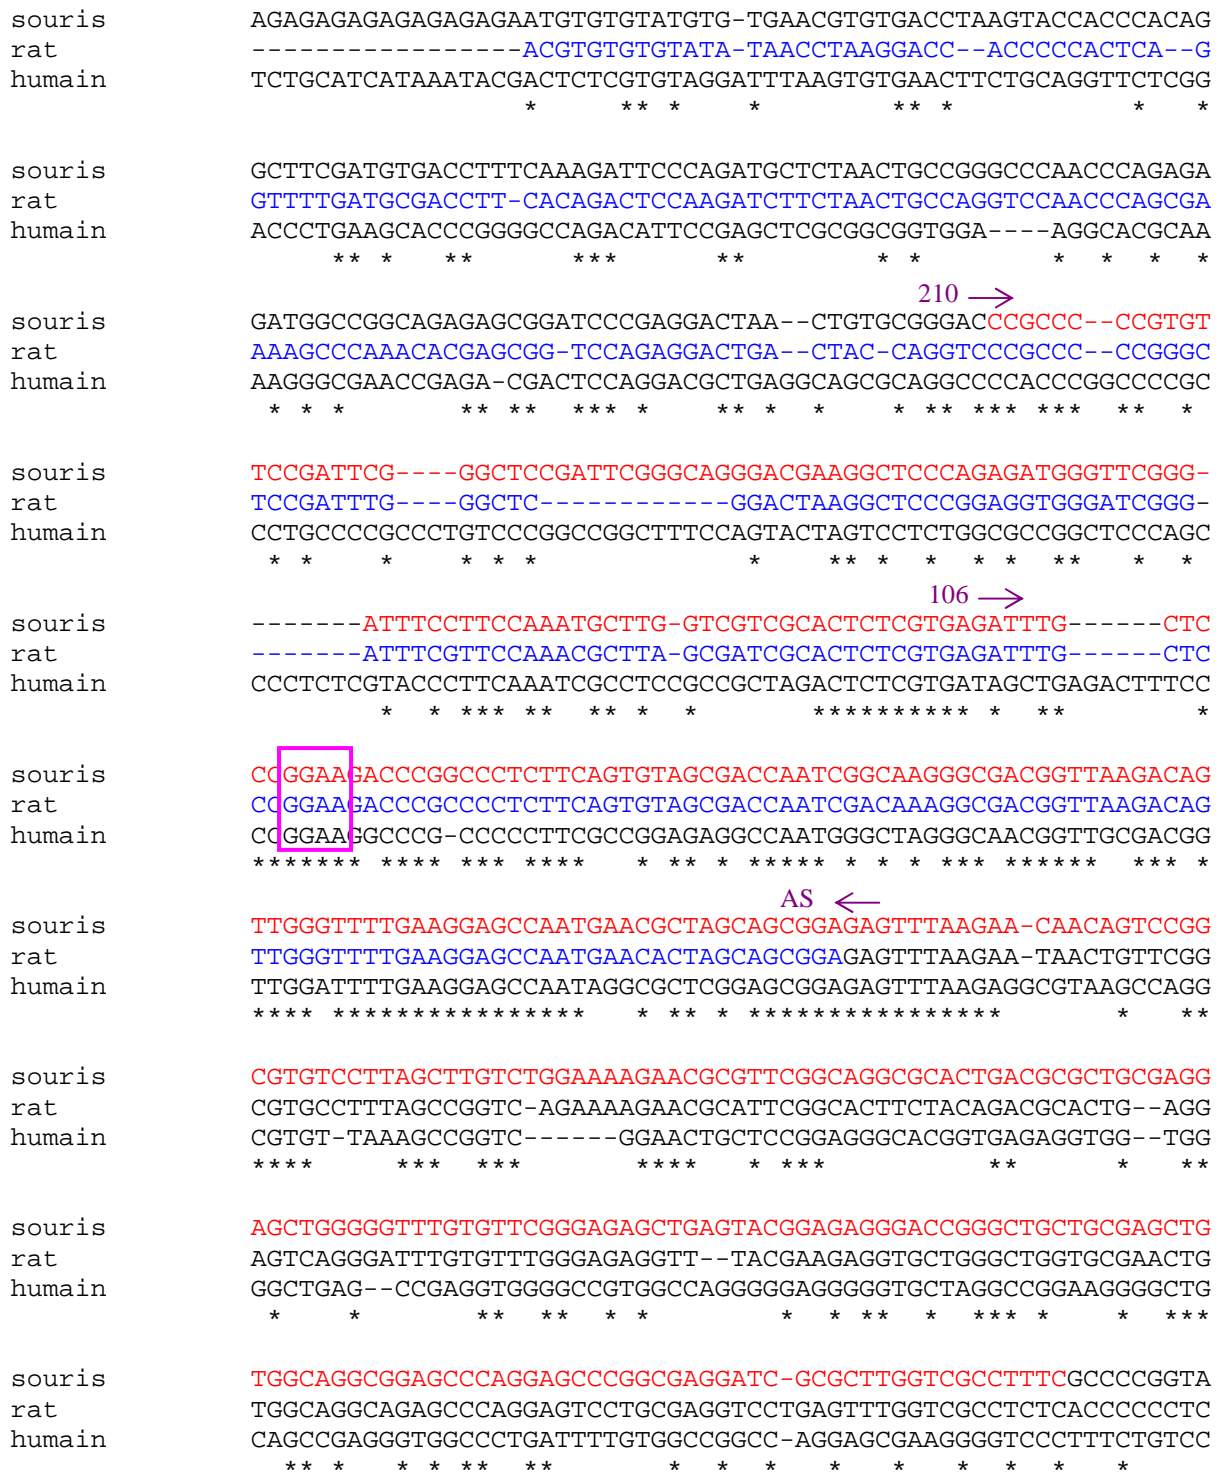 souris AGAGAGAGAGAGAGAGAATGTGTGTATGTG-TGAACGTGTGACCTAAGTACCACCCACAG
rat -----------------ACGTGTGTGTATA-TAACCTAAGGACC--ACCCCCACTCA--G
humain TCTGCATCATAAATACGACTCTCGTGTAGGATTTAAGTGTGAACTTCTGCAGGTTCTCGG
* ** * * ** * * *
souris GCTTCGATGTGACCTTTCAAAGATTCCCAGATGCTCTAACTGCCGGGCCCAACCCAGAGA
rat GTTTTGATGCGACCTT-CACAGACTCCAAGATCTTCTAACTGCCAGGTCCAACCCAGCGA
humain ACCCTGAAGCACCCGGGGCCAGACATTCCGAGCTCGCGGCGGTGGA----AGGCACGCAA
** * ** *** ** * * * * * *
210 →
souris GATGGCCGGCAGAGAGCGGATCCCGAGGACTAA--CTGTGCGGGACCCGCCC--CCGTGT
rat AAAGCCCAAACACGAGCGG-TCCAGAGGACTGA--CTAC-CAGGTCCCGCCC--CCGGGC
humain AAGGGCGAACCGAGA-CGACTCCAGGACGCTGAGGCAGCGCAGGCCCCACCCGGCCCCGC
* * * ** ** *** * ** * * * ** *** *** ** *
souris TCCGATTCG----GGCTCCGATTCGGGCAGGGACGAAGGCTCCCAGAGATGGGTTCGGG-
rat TCCGATTTG----GGCTC------------GGACTAAGGCTCCCGGAGGTGGGATCGGG-
humain CCTGCCCCGCCCTGTCCCGGCCGGCTTTCCAGTACTAGTCCTCTGGCGCCGGCTCCCAGC
* * * * * * * ** * * * * ** * *
106 →
souris -------ATTTCCTTCCAAATGCTTG-GTCGTCGCACTCTCGTGAGATTTG------CTC
rat -------ATTTCGTTCCAAACGCTTA-GCGATCGCACTCTCGTGAGATTTG------CTC
humain CCCTCTCGTACCCTTCAAATCGCCTCCGCCGCTAGACTCTCGTGATAGCTGAGACTTTCC
* * *** ** ** * * ********** * ** *
souris CCGGAAGACCCGGCCCTCTTCAGTGTAGCGACCAATCGGCAAGGGCGACGGTTAAGACAG
rat CCGGAAGACCCGCCCCTCTTCAGTGTAGCGACCAATCGACAAAGGCGACGGTTAAGACAG
humain CCGGAAGGCCCG-CCCCCTTCGCCGGAGAGGCCAATGGGCTAGGGCAACGGTTGCGACGG
******* **** *** **** * ** * ***** * * *** ****** *** *
AS ←
souris TTGGGTTTTGAAGGAGCCAATGAACGCTAGCAGCGGAGAGTTTAAGAA-CAACAGTCCGG
rat TTGGGTTTTGAAGGAGCCAATGAACACTAGCAGCGGAGAGTTTAAGAA-TAACTGTTCGG
humain TTGGATTTTGAAGGAGCCAATAGGCGCTCGGAGCGGAGAGTTTAAGAGGCGTAAGCCAGG
**** **************** * ** * **************** * **
souris CGTGTCCTTAGCTTGTCTGGAAAAGAACGCGTTCGGCAGGCGCACTGACGCGCTGCGAGG
rat CGTGCCTTTAGCCGGTC-AGAAAAGAACGCATTCGGCACTTCTACAGACGCACTG--AGG
humain CGTGT-TAAAGCCGGTC------GGAACTGCTCCGGAGGGCACGGTGAGAGGTGG--TGG
**** *** *** **** * *** ** * **
souris AGCTGGGGGTTTGTGTTCGGGAGAGCTGAGTACGGAGAGGGACCGGGCTGCTGCGAGCTG
rat AGTCAGGGATTTGTGTTTGGGAGAGGTT--TACGAAGAGGTGCTGGGCTGGTGCGAACTG
humain GGCTGAG--CCGAGGTGGGGCCGTGGCCAGGGGGAGGGGGTGCTAGGCCGGAAGGGGCTG
* * ** ** * * * * ** * *** * * ***
souris TGGCAGGCGGAGCCCAGGAGCCCGGCGAGGATC-GCGCTTGGTCGCCTTTCGCCCCGGTA
rat TGGCAGGCAGAGCCCAGGAGTCCTGCGAGGTCCTGAGTTTGGTCGCCTCTCACCCCCCTC
humain CAGCCGAGGGTGGCCCTGATTTTGTGGCCGGCC-AGGAGCGAAGGGGTCCCTTTCTGTCC
** * * * ** ** * * * * * * * *